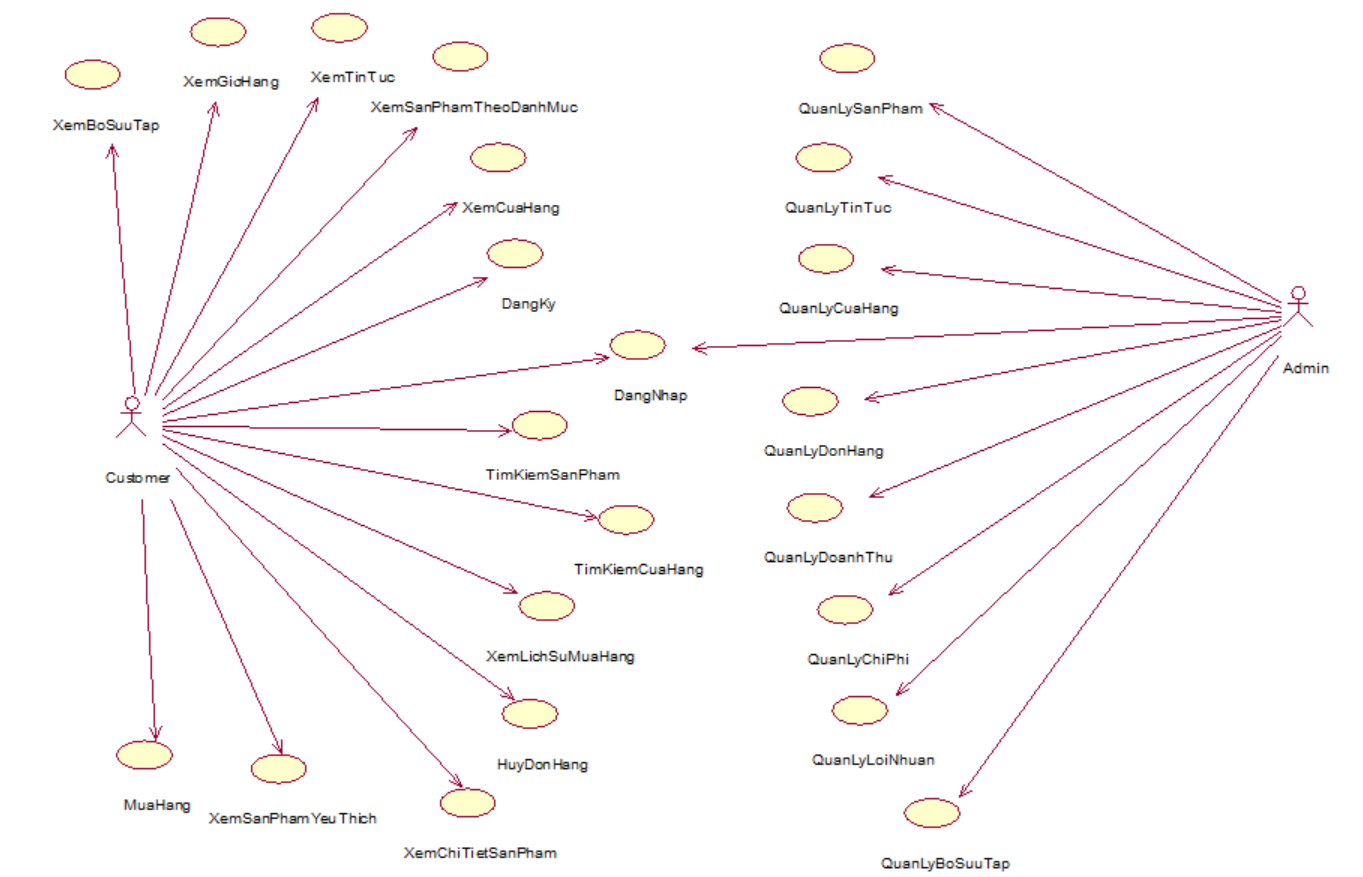 XemTinTuc
XemGioHang
XemSanPhamTheoDanhMuc
QuanLySanPham
XemBoSuuTap
XemCuaHang
QuanLyTinTuc
DangKy
QuanLyCuaHang
Admin
DangNhap
QuanLyDonHang
Customer
TimKiemSanPham
QuanLyDoanhThu
TimKiemCuaHang
XemLichSuMuaHang
QuanLyChiPhi
HuyDonHang
QuanLyLoiNhuan
MuaHang
XemSanPhamYeuThich
XemChiTietSanPham
QuanLyBoSuuTap